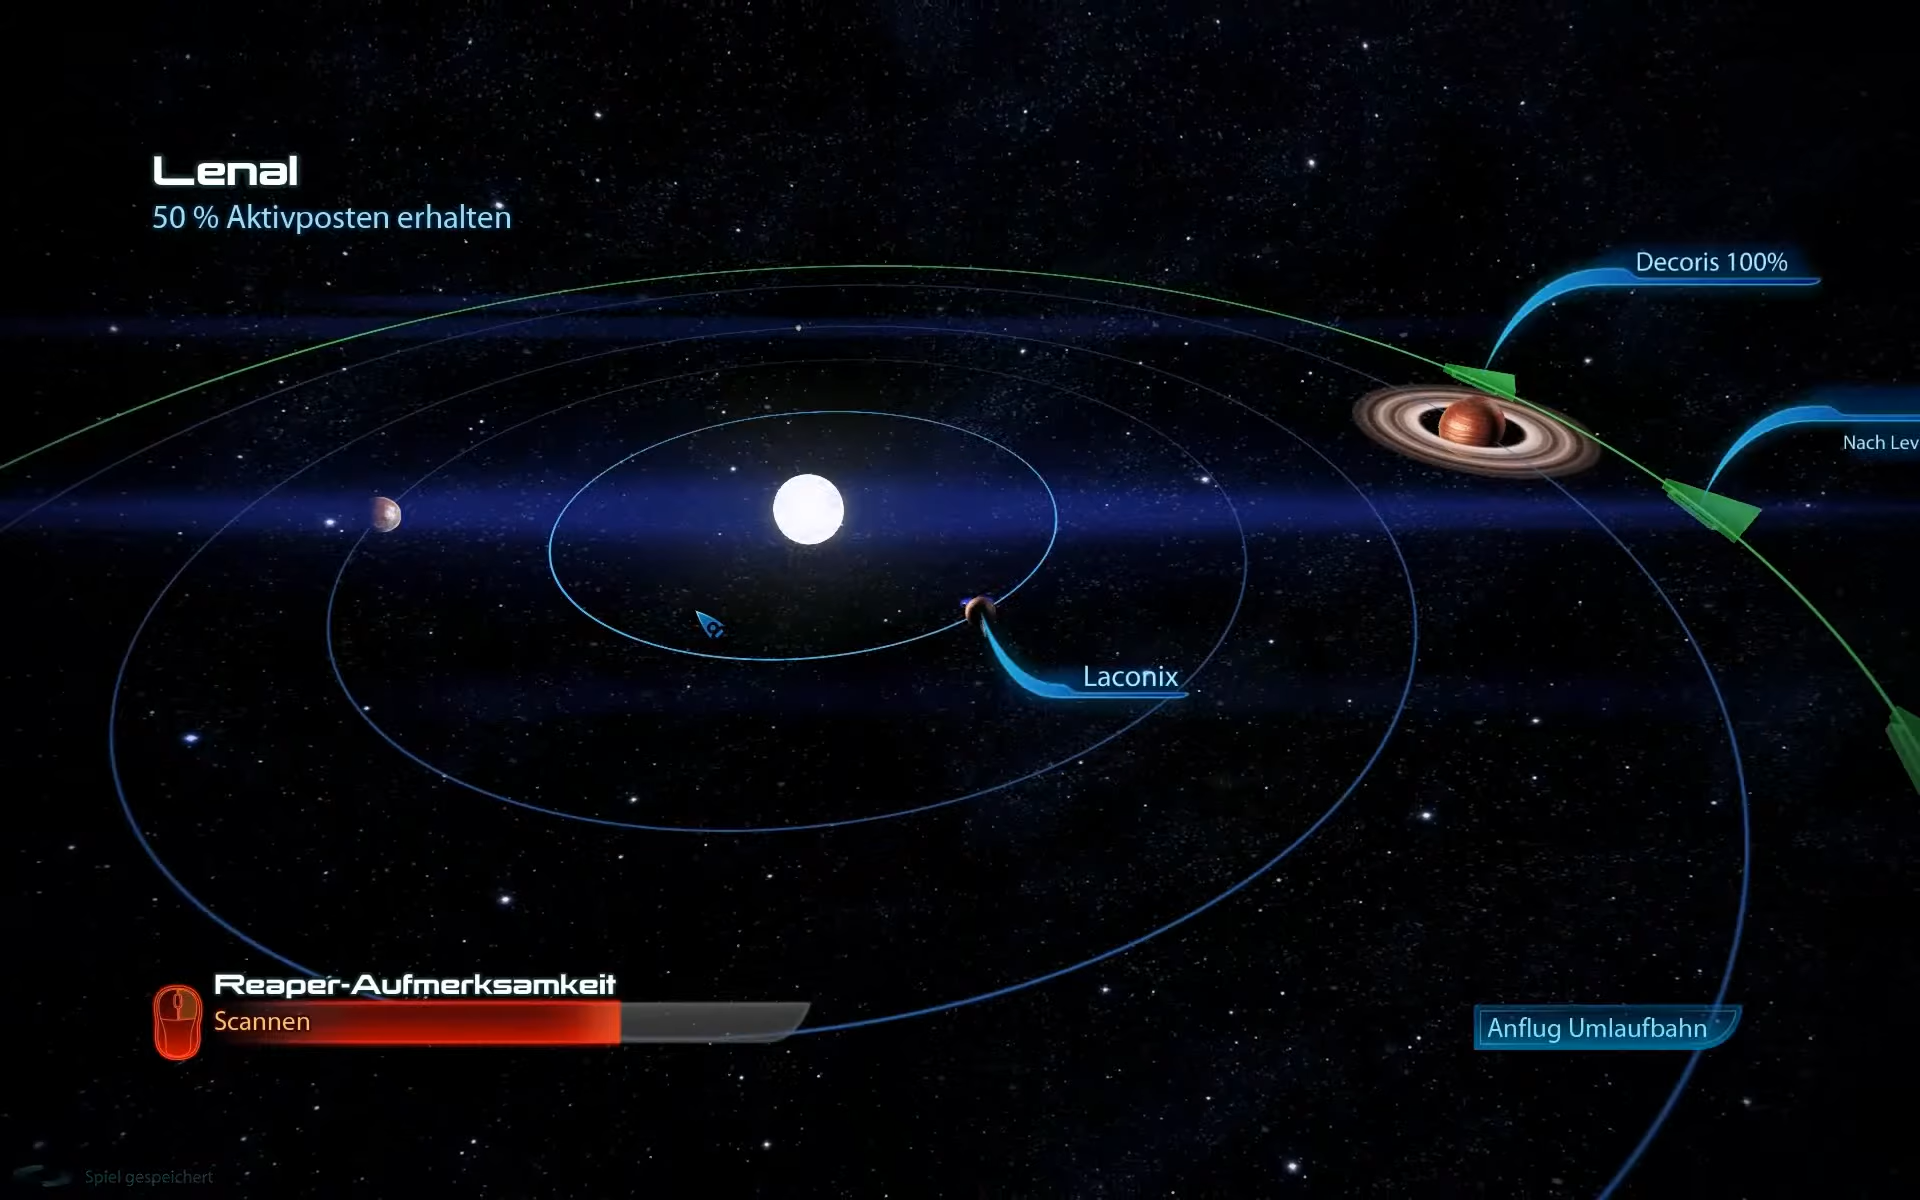 Lenal
50 % Aktivposten erhalten
Decoris 100%
Nach Lev
Laconix
Reaper-Aufmerksamkeit
Scannen
Anflug Umlaufbahn
Spiel gespeichert